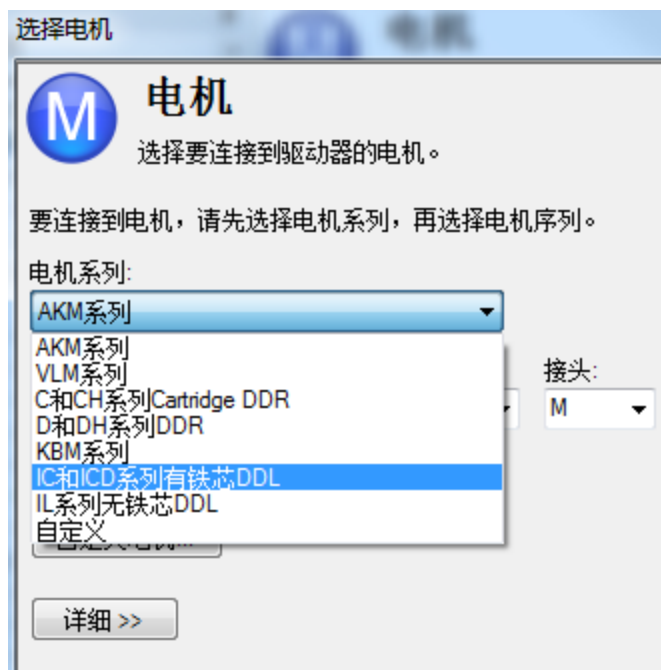 选择电机
M
电机
选择要连接到驱动器的电机。
要连接到电机，请先选择电机系列，再选择电机序列。
电机系列:
AKM系列
AKM系列
VLM系列
C和CH系列Cartridge DDR
D和DH系列DDR
KBM系列
IC和ICD系列有铁芯DDL
IL系列无铁芯DDL
自定义
接头:
M
详细 >>